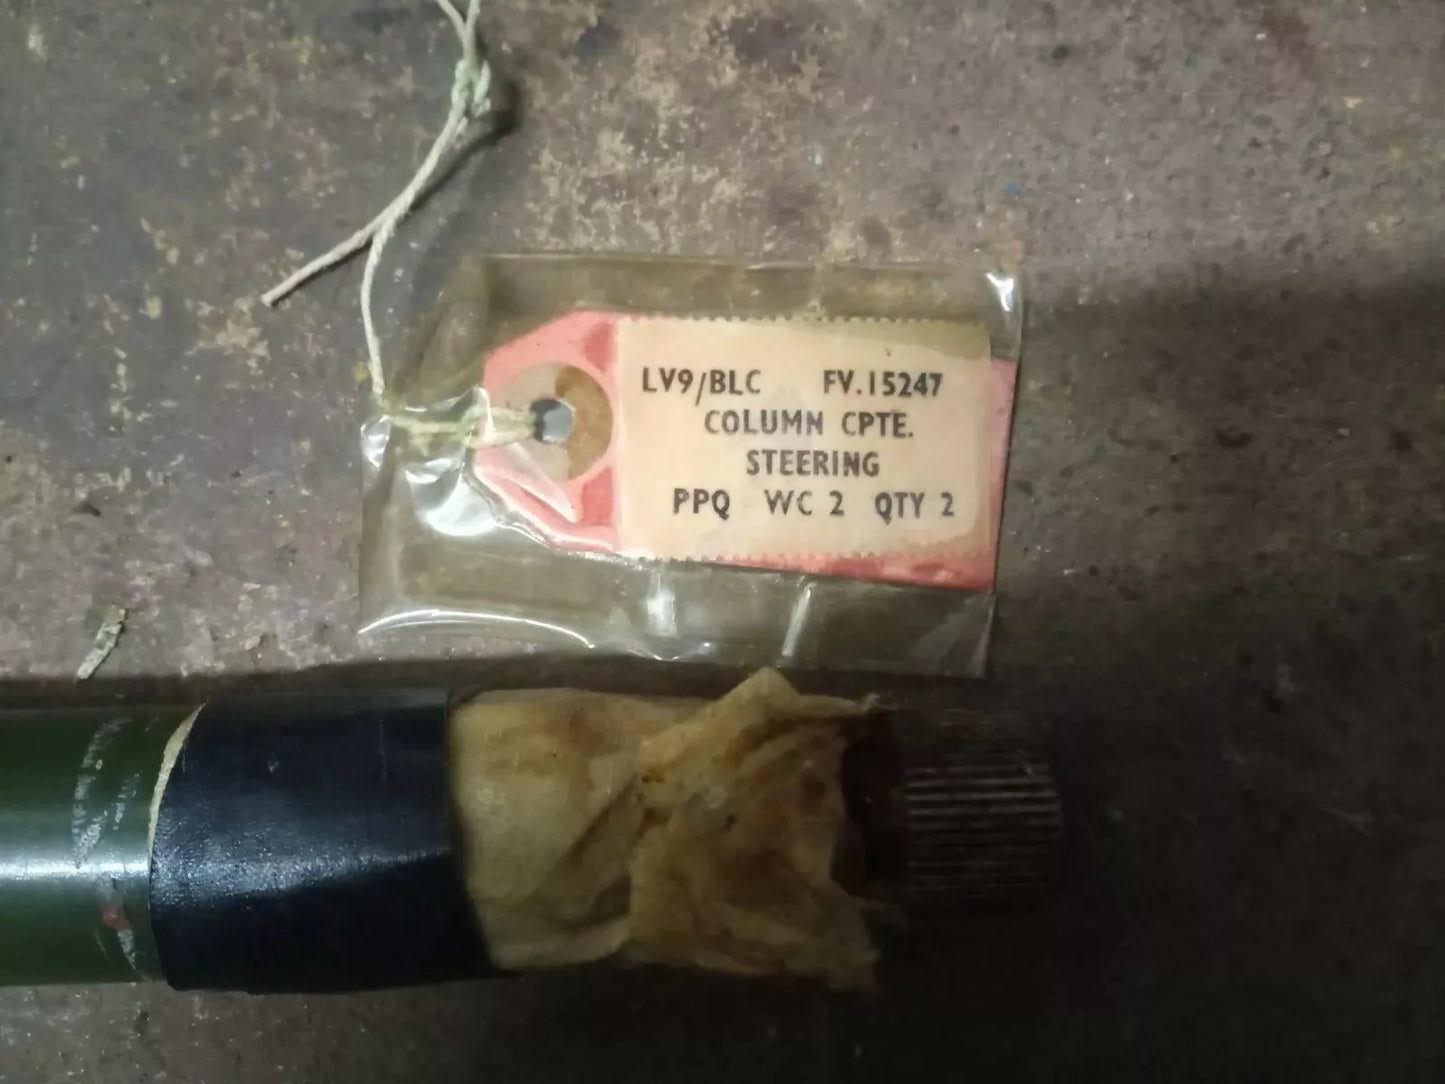 LV9/BLC FV.15247
COLUMN CPTE.
STEERING
PPQ WC 2 QTY 2